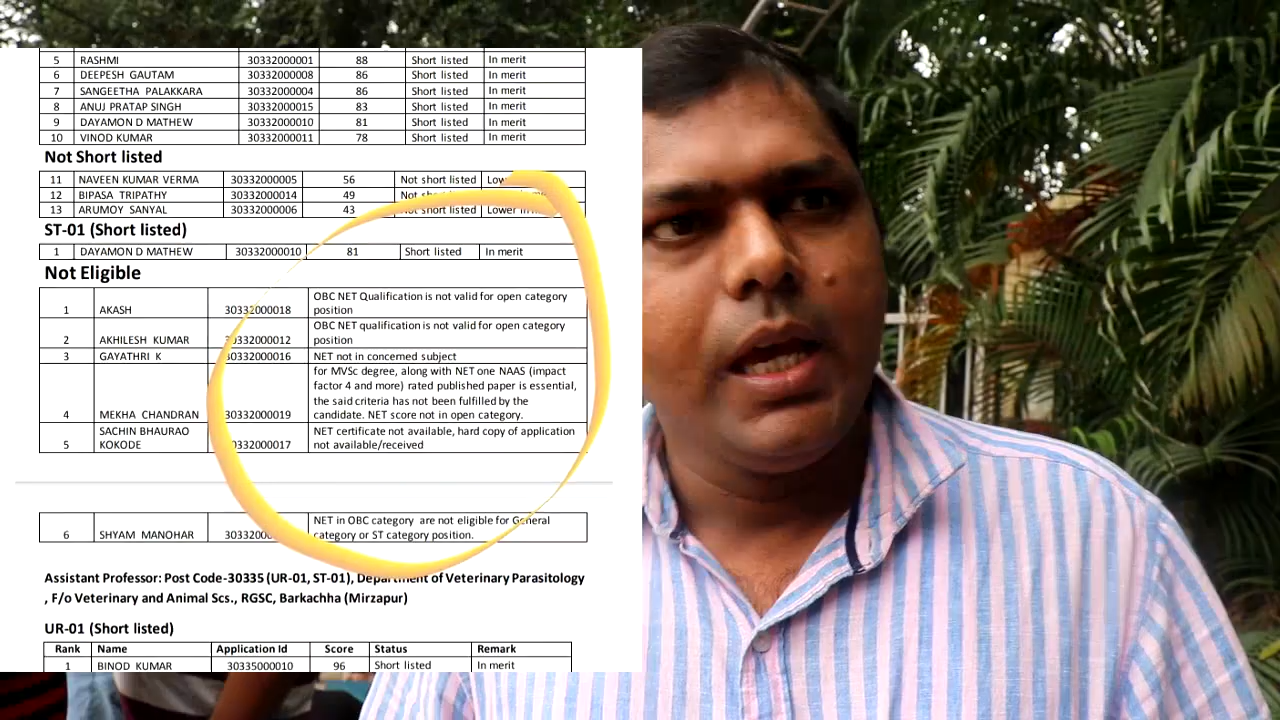 5 RASHMI 30332000001 88 Short listed In merit
6 DEEPESH GAUTAM 30332000008 86 Short listed In merit
7 SANGEETHA PALAKKARA 30332000004 86 Short listed In merit
8 ANUJ PRATAP SINGH 30332000015 83 Short listed In merit
9 DAYAMON D MATHEW 30332000010 81 Short listed In merit
10 VINOD KUMAR 30332000011 78 Short listed In merit
Not Short listed
11 NAVEEN KUMAR VERMA 30332000005 56 Not short listed
12 BIPASA TRIPATHY 30332000014 49 Not short listed
13 ARUMOY SANYAL 30332000006 43 Not short listed Lower in
ST-01 (Short listed)
1 DAYAMON D MATHEW 30332000010 81 Short listed In merit
Not Eligible
OBC NET Qualification is not valid for open category
1 AKASH 30332000018 position
OBC NET qualification is not valid for open category
2 AKHILESH KUMAR 30332000012 position
3 GAYATHRI K 30332000016 NET not in concerned subject
for MVSc degree, along with NET one NAAS (impact
factor 4 and more) rated published paper is essential,
the said criteria has not been fulfilled by the
4 MEKHA CHANDRAN 30332000019 candidate. NET score not in open category.
SACHIN BHAURAO NET certificate not available, hard copy of application
5 KOKODE 30332000017 not available/received
NET in OBC category are not eligible for General
6 SHYAM MANOHAR category or ST category position.
Assistant Professor: Post Code-30335 (UR-01, ST-01), Department of Veterinary Parasitology
, F/o Veterinary and Animal Scs., RGSC, Barkachha (Mirzapur)
UR-01 (Short listed)
Rank Name Application Id Score Status Remark
1 BINOD KUMAR 30335000010 96 Short listed In merit